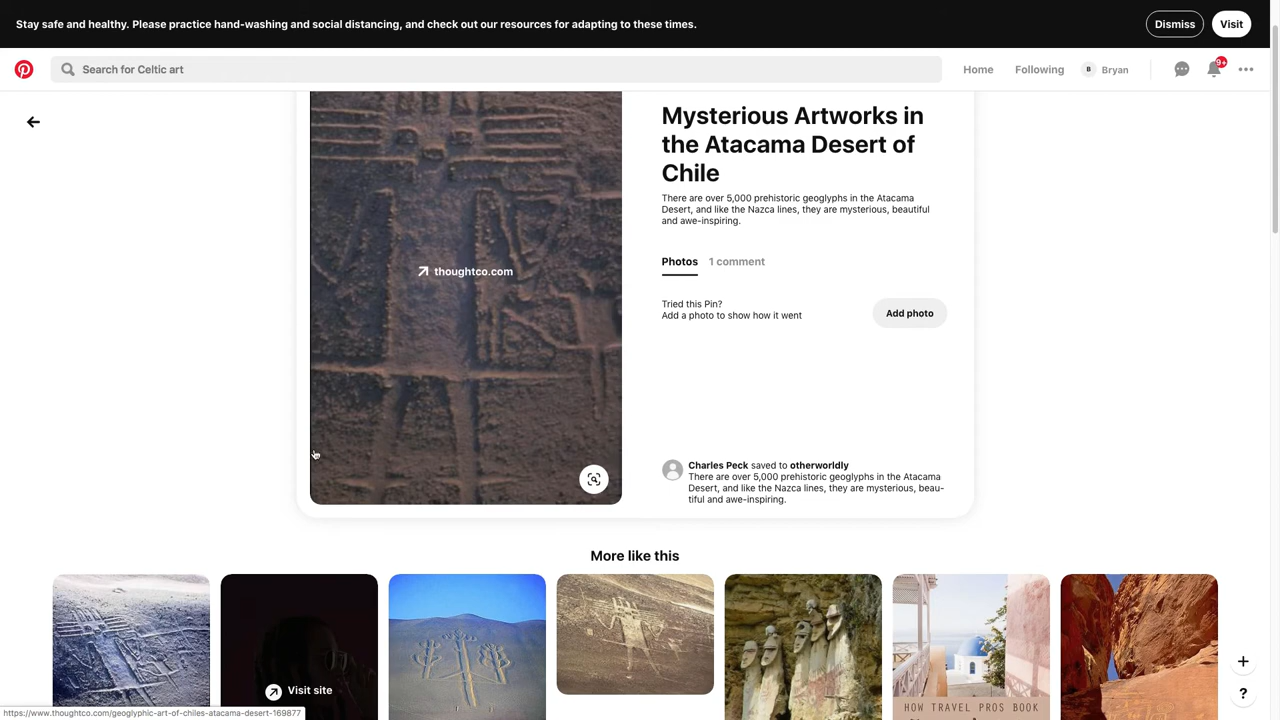 Stay safe and healthy. Please practice hand-washing and social distancing, and check out our resources for adapting to these times.
Dismiss
Visit
Search for Celtic art
Home
Following
B
Bryan
9+
Mysterious Artworks in
the Atacama Desert of
Chile
There are over 5,000 prehistoric geoglyphs in the Atacama
Desert, and like the Nazca lines, they are mysterious, beautiful
and awe-inspiring.
thoughtco.com
Photos
1 comment
Tried this Pin?
Add a photo to show how it went
Add photo
Charles Peck saved to otherworldly
There are over 5,000 prehistoric geoglyphs in the Atacama
Desert, and like the Nazca lines, they are mysterious, beau-
tiful and awe-inspiring.
More like this
Visit site
HOW TRAVEL PROS BOOK
+
?
https://www.thoughtco.com/geoglyphic-art-of-chiles-atacama-desert-169877